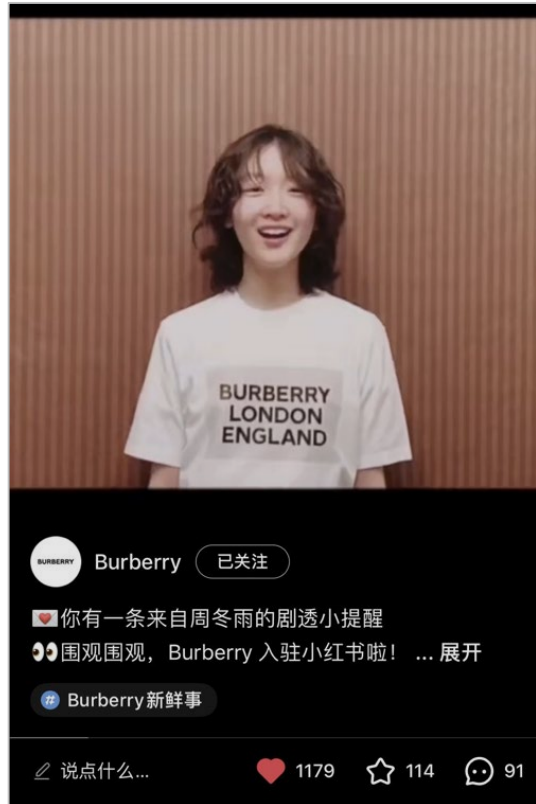 BURBERRY
LONDON
ENGLAND
BURBERRY
Burberry 已关注
💌你有一条来自周冬雨的剧透小提醒
👀围观围观，Burberry 入驻小红书啦！ ... 展开
# Burberry新鲜事
说点什么... 1179 114 91